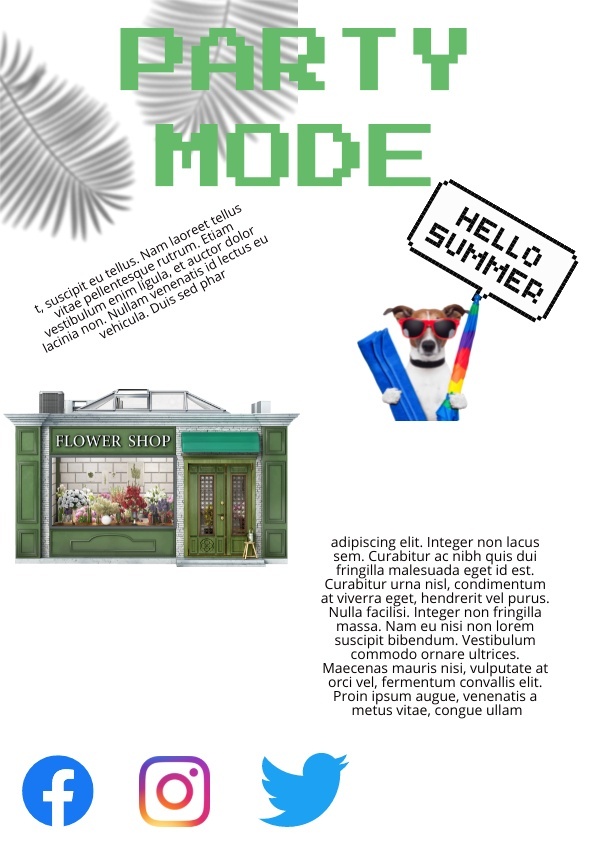 PARTY
MODE
HELLO
SUMMER
t, suscipit eu tellus. Nam laoreet tellus
vitae pellentesque rutrum. Etiam
vestibulum enim ligula, et auctor dolor
lacinia non. Nullam venenatis id lectus eu
vehicula. Duis sed phar
FLOWER SHOP
adipiscing elit. Integer non lacus
sem. Curabitur ac nibh quis dui
fringilla malesuada eget id est.
Curabitur urna nisl, condimentum
at viverra eget, hendrerit vel purus.
Nulla facilisi. Integer non fringilla
massa. Nam eu nisi non lorem
suscipit bibendum. Vestibulum
commodo ornare ultrices.
Maecenas mauris nisi, vulputate at
orci vel, fermentum convallis elit.
Proin ipsum augue, venenatis a
metus vitae, congue ullam